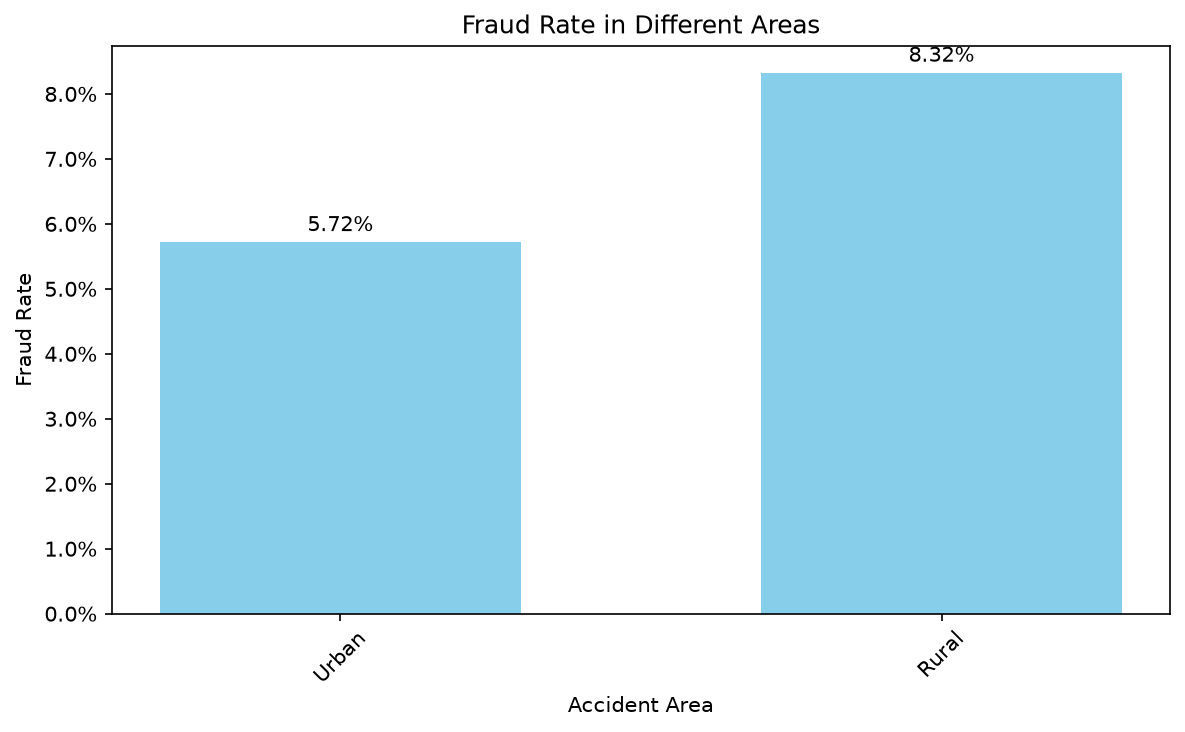 Fraud Rate in Different Areas
8.32%
8.0%
7.0%
6.0%
5.72%
5.0%
4.0%
3.0%
2.0%
1.0%
0.0%
Fraud Rate
Urban
Rural
Accident Area